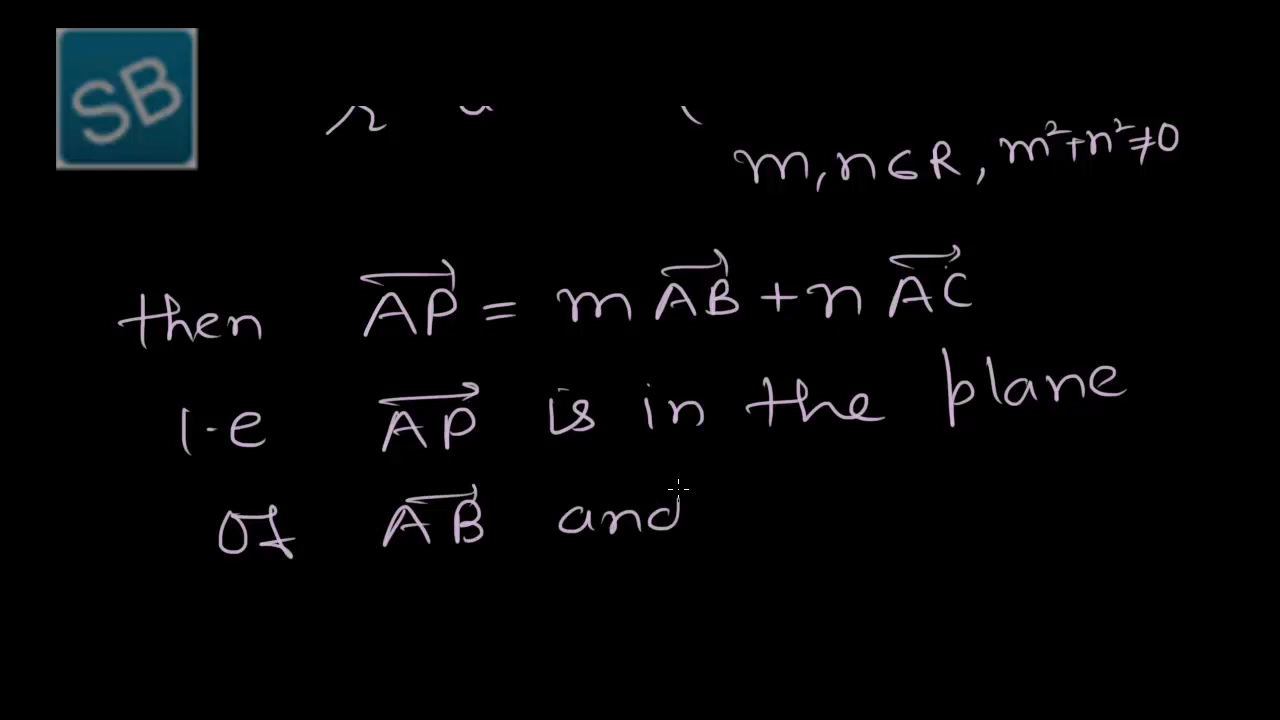 SB
m, n ∈ R, m² + n² ≠ 0
then AP⃗ = m AB⃗ + n AC⃗
i.e AP⃗ is in the plane
Of AB⃗ and